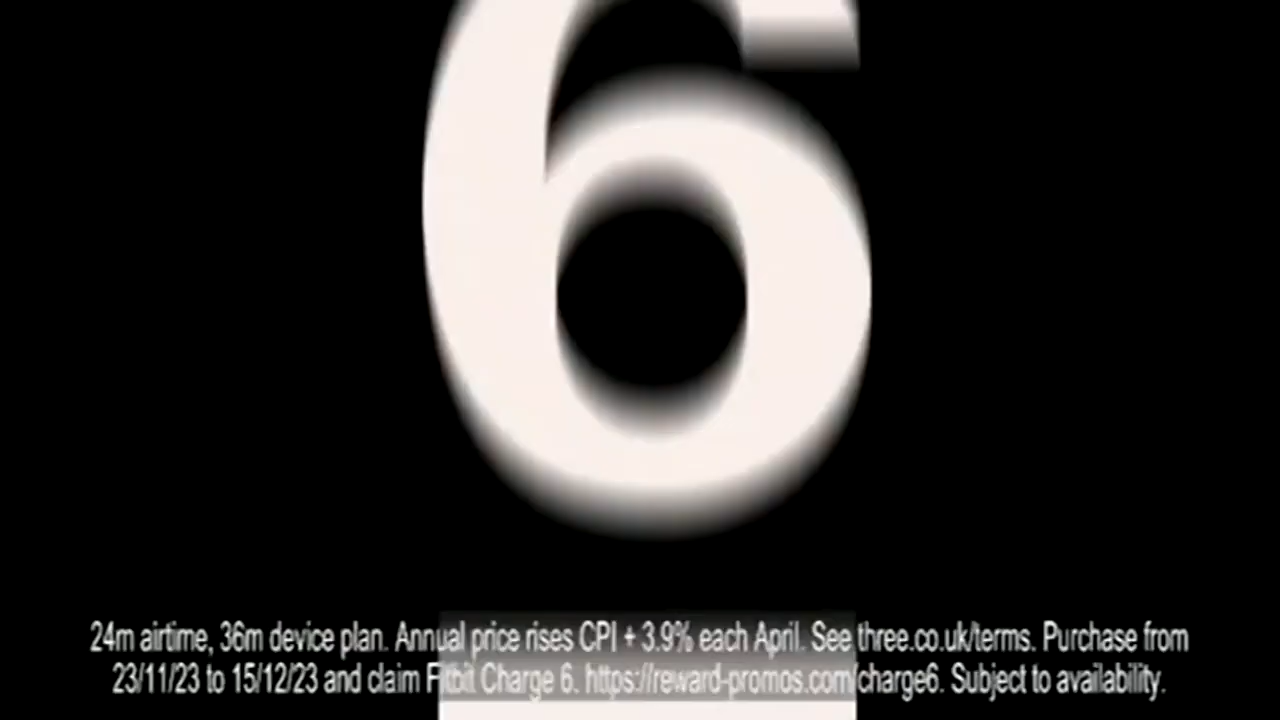 6
24m airtime, 36m device plan. Annual price rises CPI + 3.9% each April. See three.co.uk/terms. Purchase from
23/11/23 to 15/12/23 and claim Fitbit Charge 6. https://reward-promos.com/charge6. Subject to availability.